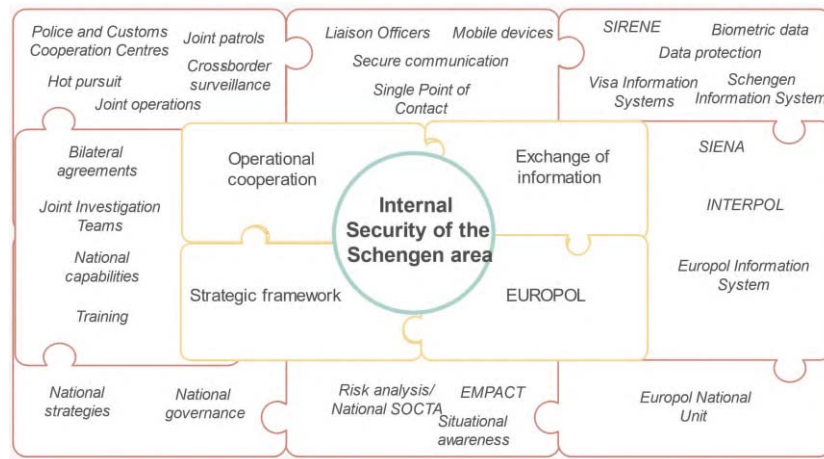 Police and Customs
Cooperation Centres
Joint patrols
Hot pursuit
Crossborder
surveillance
Joint operations
Liaison Officers
Mobile devices
Secure communication
Single Point of
Contact
SIRENE
Biometric data
Data protection
Visa Information
Systems
Schengen
Information System
Bilateral
agreements
Joint Investigation
Teams
National
capabilities
Training
Operational
cooperation
Exchange of
information
Internal
Security of the
Schengen area
Strategic framework
EUROPOL
SIENA
INTERPOL
Europol Information
System
National
strategies
National
governance
Risk analysis/
National SOCTA
EMPACT
Situational
awareness
Europol National
Unit